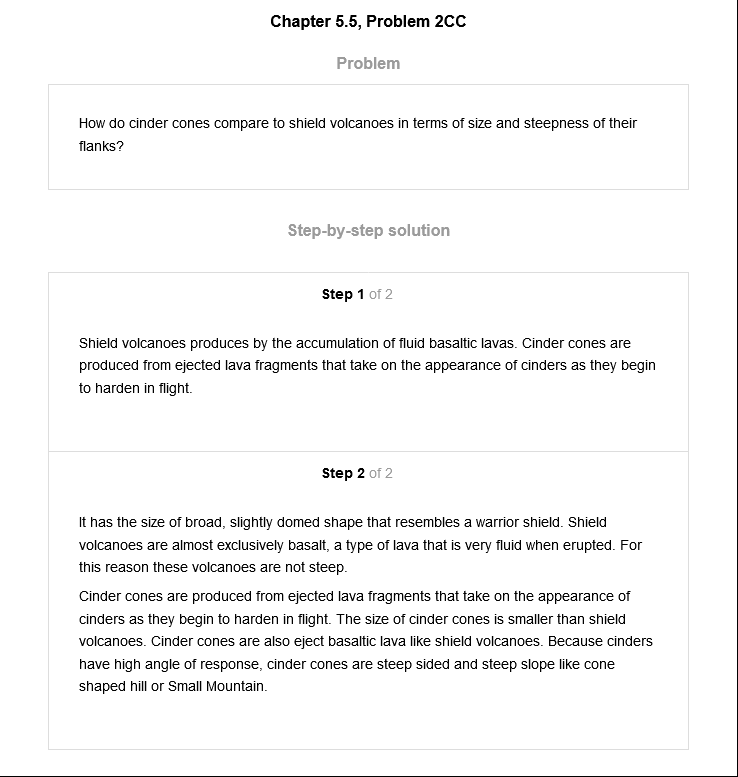 Chapter 5.5, Problem 2CC
Problem
How do cinder cones compare to shield volcanoes in terms of size and steepness of their
flanks?
Step-by-step solution
Step 1 of 2
Shield volcanoes produces by the accumulation of fluid basaltic lavas. Cinder cones are
produced from ejected lava fragments that take on the appearance of cinders as they begin
to harden in flight.
Step 2 of 2
It has the size of broad, slightly domed shape that resembles a warrior shield. Shield
volcanoes are almost exclusively basalt, a type of lava that is very fluid when erupted. For
this reason these volcanoes are not steep.
Cinder cones are produced from ejected lava fragments that take on the appearance of
cinders as they begin to harden in flight. The size of cinder cones is smaller than shield
volcanoes. Cinder cones are also eject basaltic lava like shield volcanoes. Because cinders
have high angle of response, cinder cones are steep sided and steep slope like cone
shaped hill or Small Mountain.